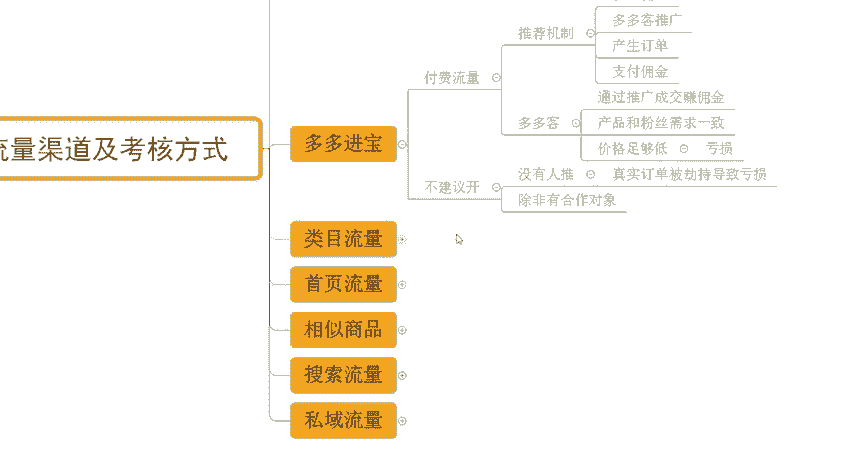 推荐机制
多多客推广
产生订单
支付佣金
付费流量
多多客
通过推广成交赚佣金
产品和粉丝需求一致
价格足够低
亏损
多多进宝
流量渠道及考核方式
不建议开
没有人推
真实订单被劫持导致亏损
除非有合作对象
类目流量
首页流量
相似商品
搜索流量
私域流量